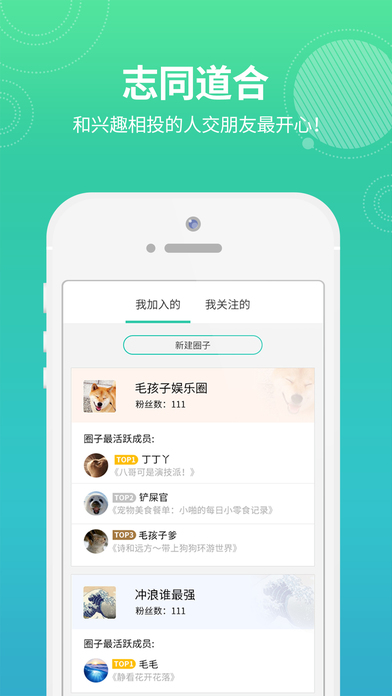 志同道合
和兴趣相投的人交朋友最开心！
我加入的 我关注的
新建圈子
毛孩子娱乐圈
粉丝数：111
圈子最活跃成员：
TOP1 丁丁丫
《八哥可是演技派！》
TOP2 铲屎官
《宠物美食餐单：小啪的每日小零食记录》
TOP3 毛孩子爹
《诗和远方～带上狗狗环游世界》
冲浪谁最强
粉丝数：111
圈子最活跃成员：
TOP1 毛毛
《静看花开花落》